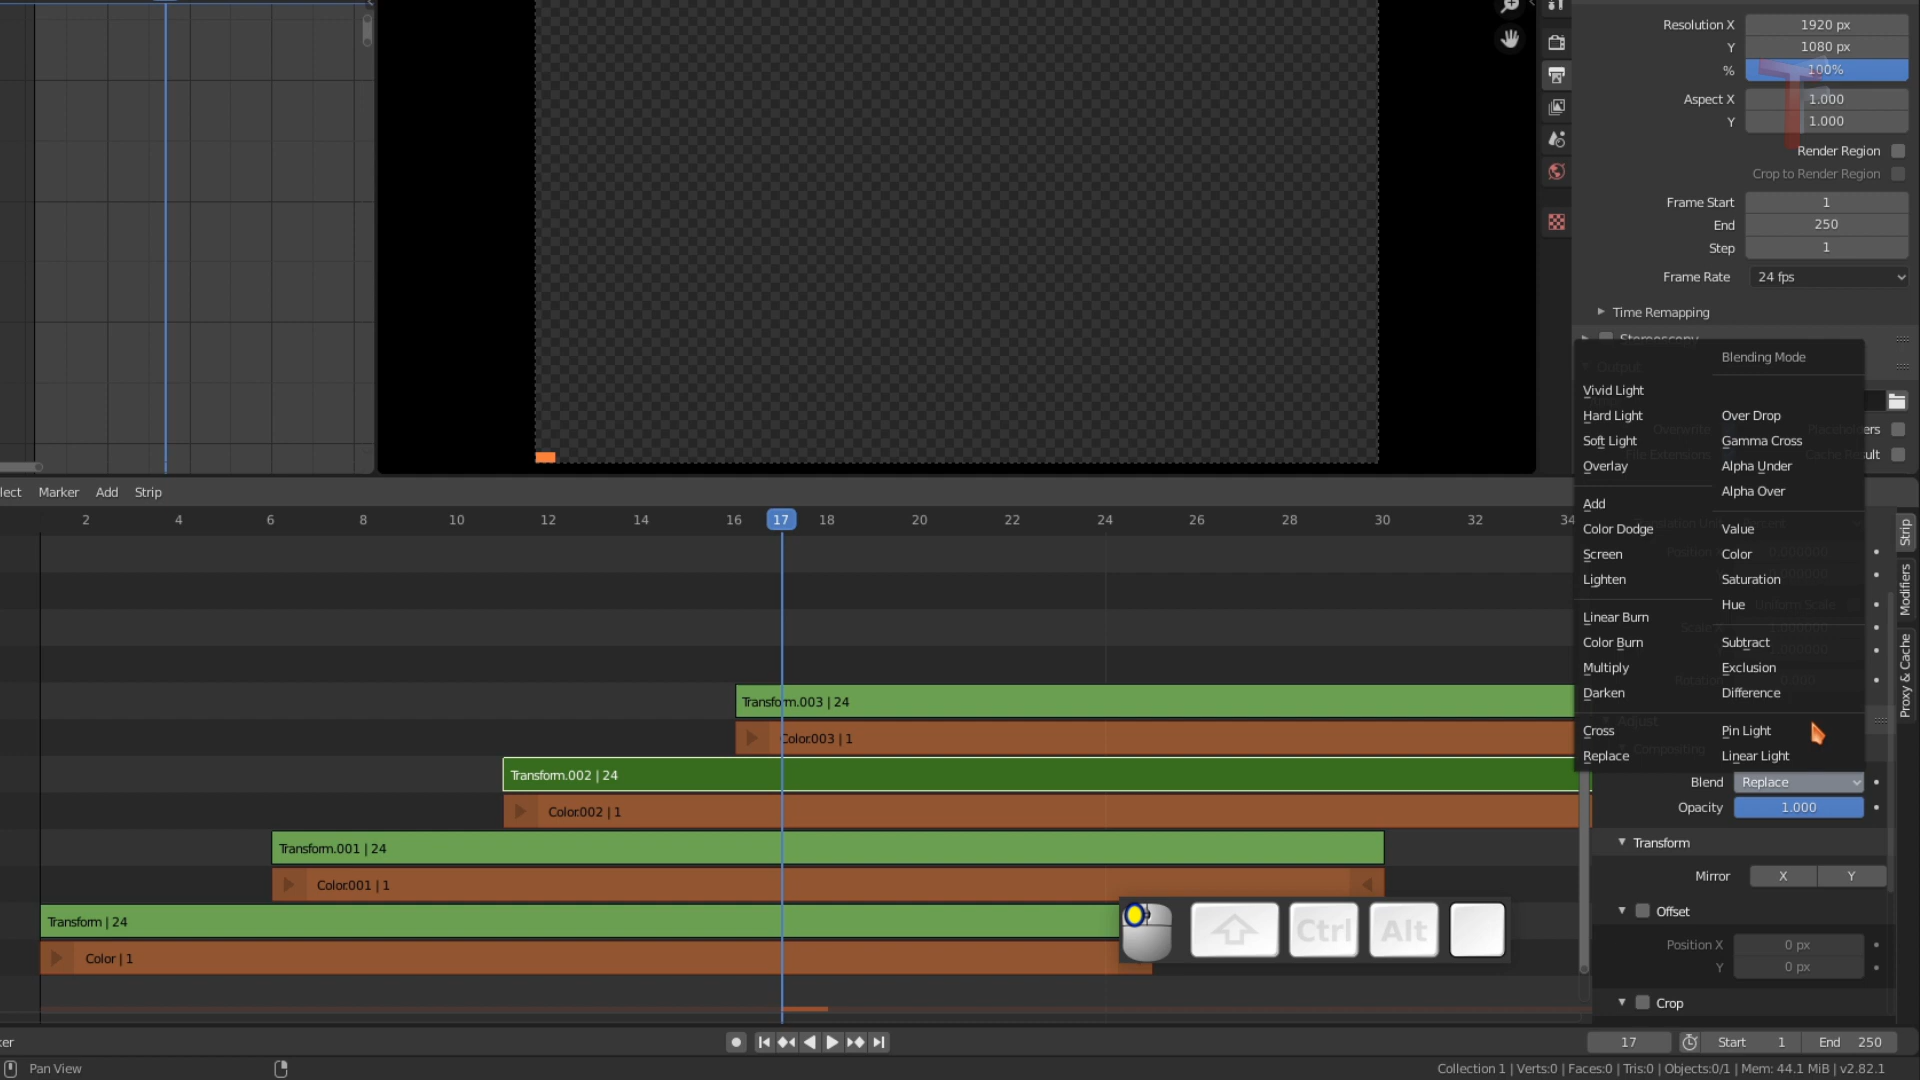 Resolution X 1920 px
Y 1080 px
% 100%
Aspect X 1.000
Y 1.000
Render Region
Crop to Render Region
Frame Start 1
End 250
Step 1
Frame Rate 24 fps
Time Remapping
Stereoscopy
Output
Blending Mode
Vivid Light
Hard Light
Soft Light
Overlay
Add
Color Dodge
Screen
Lighten
Linear Burn
Color Burn
Multiply
Darken
Cross
Replace
Over Drop
Gamma Cross
Alpha Under
Alpha Over
Value
Color
Saturation
Hue
Subtract
Exclusion
Difference
Pin Light
Linear Light
Adjust
Compositing
Blend Replace
Opacity 1.000
Transform
Mirror X Y
Offset
Position X 0 px
Y 0 px
Crop
Strip
Modifiers
Proxy & Cache
lect Marker Add Strip
2 4 6 8 10 12 14 16 17 18 20 22 24 26 28 30 32 34
Transform.003 | 24
Color.003 | 1
Transform.002 | 24
Color.002 | 1
Transform.001 | 24
Color.001 | 1
Transform | 24
Color | 1
Ctrl Alt
ker 17 Start 1 End 250
Pan View
Collection 1 | Verts:0 | Faces:0 | Tris:0 | Objects:0/1 | Mem: 44.1 MiB | v2.82.1